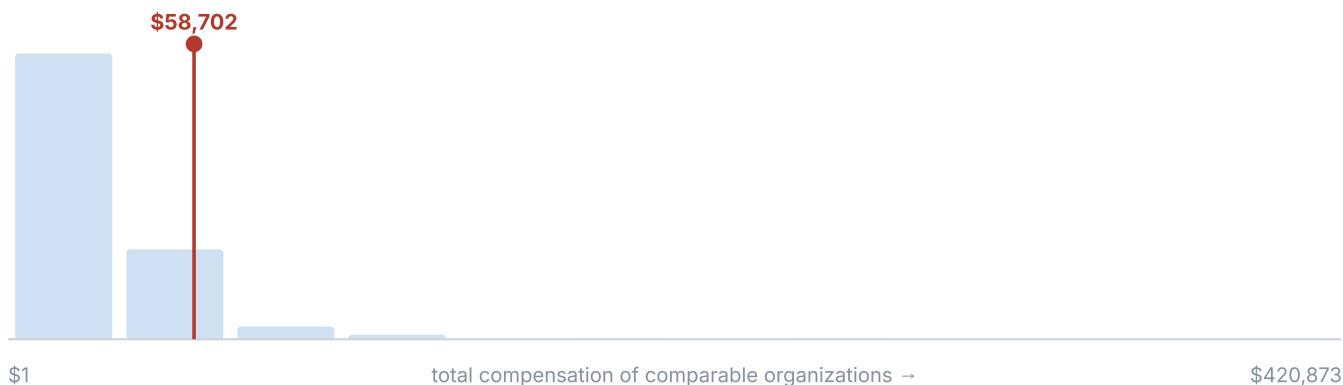 $58,702
$1
total compensation of comparable organizations →
$420,873